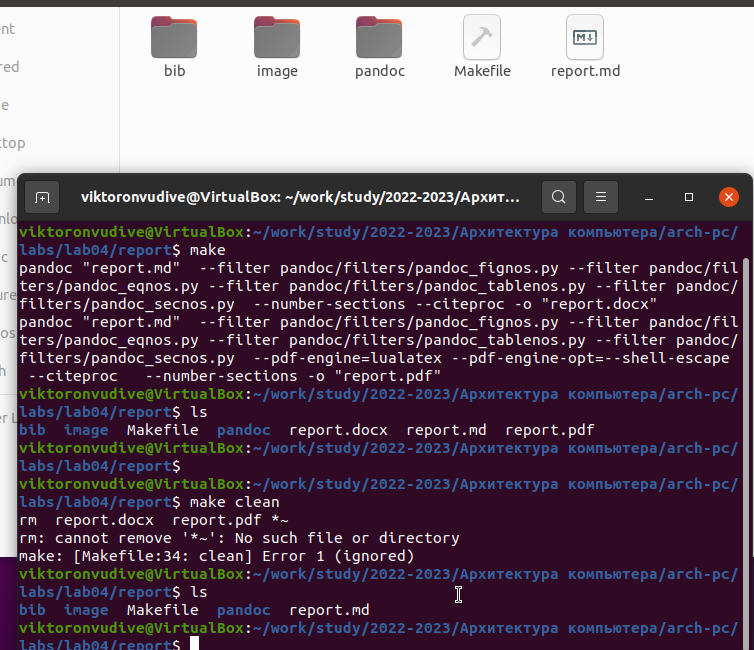 ent
bib
image
pandoc
Makefile
M↓
report.md
red
e
top
viktoronvudive@VirtualBox: ~/work/study/2022-2023/Архит...
viktoronvudive@VirtualBox:~/work/study/2022-2023/Архитектура компьютера/arch-pc/
labs/lab04/report$ make
pandoc "report.md"  --filter pandoc/filters/pandoc_fignos.py --filter pandoc/fil
ters/pandoc_eqnos.py --filter pandoc/filters/pandoc_tablenos.py --filter pandoc/
filters/pandoc_secnos.py  --number-sections --citeproc -o "report.docx"
pandoc "report.md"  --filter pandoc/filters/pandoc_fignos.py --filter pandoc/fil
ters/pandoc_eqnos.py --filter pandoc/filters/pandoc_tablenos.py --filter pandoc/
filters/pandoc_secnos.py  --pdf-engine=lualatex --pdf-engine-opt=--shell-escape
 --citeproc   --number-sections -o "report.pdf"
viktoronvudive@VirtualBox:~/work/study/2022-2023/Архитектура компьютера/arch-pc/
labs/lab04/report$ ls
bib  image  Makefile  pandoc  report.docx  report.md  report.pdf
viktoronvudive@VirtualBox:~/work/study/2022-2023/Архитектура компьютера/arch-pc/
labs/lab04/report$
viktoronvudive@VirtualBox:~/work/study/2022-2023/Архитектура компьютера/arch-pc/
labs/lab04/report$ make clean
rm  report.docx  report.pdf *~
rm: cannot remove '*~': No such file or directory
make: [Makefile:34: clean] Error 1 (ignored)
viktoronvudive@VirtualBox:~/work/study/2022-2023/Архитектура компьютера/arch-pc/
labs/lab04/report$ ls
bib  image  Makefile  pandoc  report.md
viktoronvudive@VirtualBox:~/work/study/2022-2023/Архитектура компьютера/arch-pc/
labs/lab04/report$